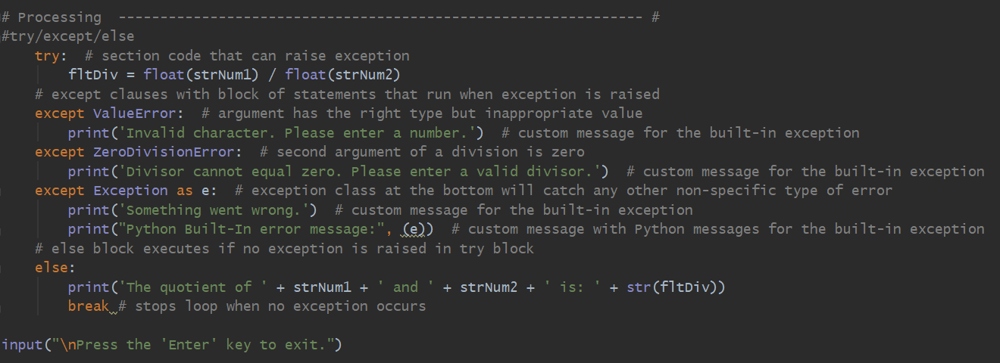 # Processing  --------------------------------------------------------------- #
#try/except/else
    try:  # section code that can raise exception
        fltDiv = float(strNum1) / float(strNum2)
    # except clauses with block of statements that run when exception is raised
    except ValueError:  # argument has the right type but inappropriate value
        print('Invalid character. Please enter a number.')  # custom message for the built-in exception
    except ZeroDivisionError:  # second argument of a division is zero
        print('Divisor cannot equal zero. Please enter a valid divisor.')  # custom message for the built-in exception
    except Exception as e:  # exception class at the bottom will catch any other non-specific type of error
        print('Something went wrong.')  # custom message for the built-in exception
        print("Python Built-In error message:", (e))  # custom message with Python messages for the built-in exception
    # else block executes if no exception is raised in try block
    else:
        print('The quotient of ' + strNum1 + ' and ' + strNum2 + ' is: ' + str(fltDiv))
        break # stops loop when no exception occurs
input("\nPress the 'Enter' key to exit.")